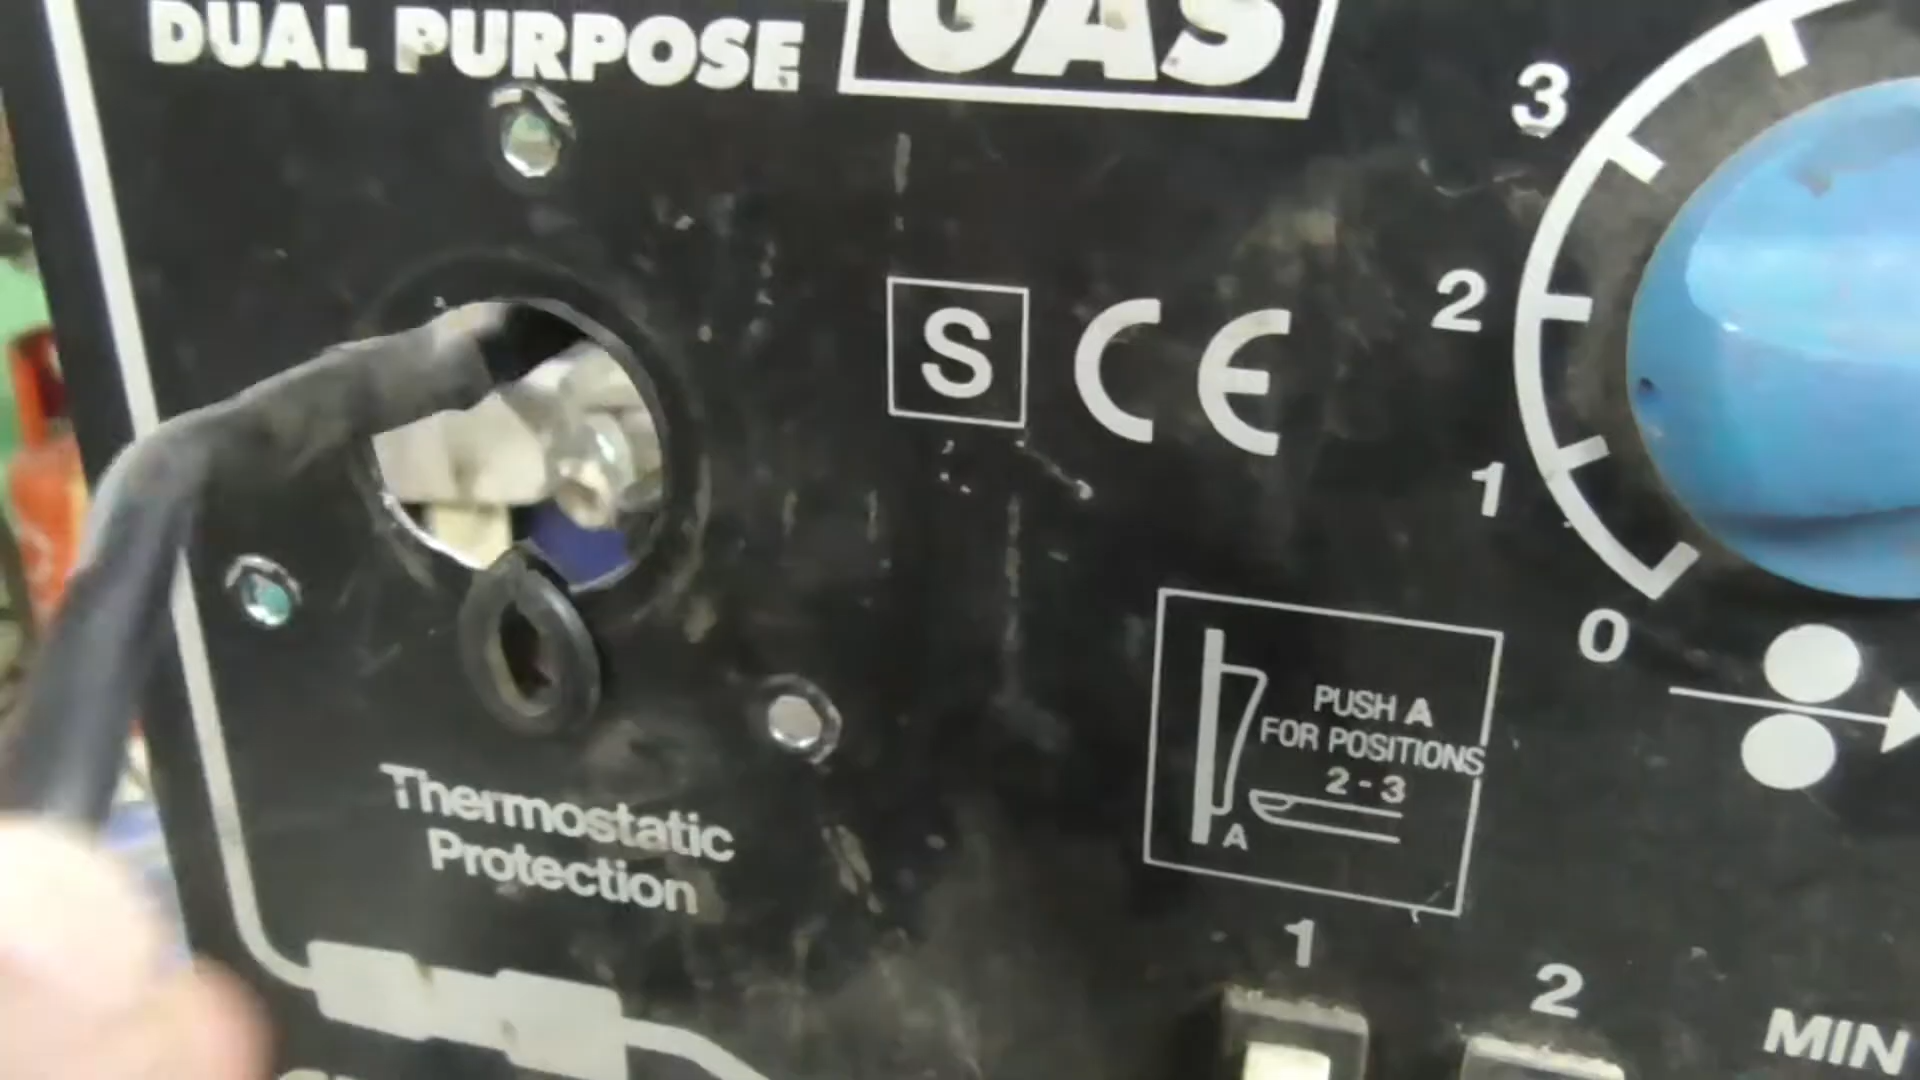 DUAL PURPOSE
GAS
3
2
1
0
S
CE
PUSH A
FOR POSITIONS
2 - 3
A
Thermostatic
Protection
1
2
MIN